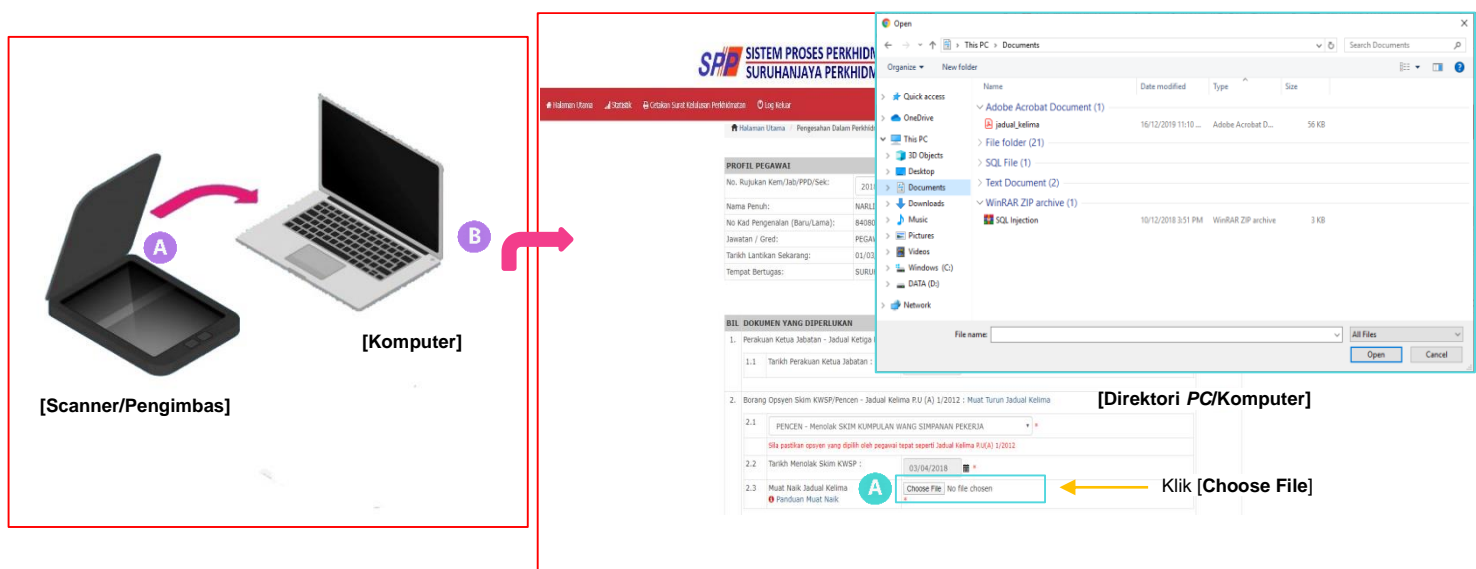 A
B
[Komputer]
[Scanner/Pengimbas]
SPP
SISTEM PROSES PERKHIDM
SURUHANJAYA PERKHIDM
Halaman Utama Statistik Cetakan Surat Kelulusan Perkhidmatan Log Keluar
Halaman Utama / Pengesahan Dalam Perkhid
PROFIL PEGAWAI
No. Rujukan Kem/Jab/PPD/Sek: 201
Nama Penuh: NARLI
No Kad Pengenalan (Baru/Lama): 84080
Jawatan / Gred: PEGAW
Tarikh Lantikan Sekarang: 01/03
Tempat Bertugas: SURU
BIL DOKUMEN YANG DIPERLUKAN
1. Perakuan Ketua Jabatan - Jadual Ketiga
1.1 Tarikh Perakuan Ketua Jabatan :
2. Borang Opsyen Skim KWSP/Pencen - Jadual Kelima P.U (A) 1/2012 : Muat Turun Jadual Kelima
2.1 PENCEN - Menolak SKIM KUMPULAN WANG SIMPANAN PEKERJA *
Sila pastikan opsyen yang dipilih oleh pegawai tepat seperti Jadual Kelima P.U(A) 1/2012
2.2 Tarikh Menolak Skim KWSP : 03/04/2018 *
2.3 Muat Naik Jadual Kelima Choose File No file chosen
Panduan Muat Naik *
A
Klik [Choose File]
Open
This PC > Documents
Search Documents
Organize New folder
Name Date modified Type Size
Quick access
OneDrive
This PC
3D Objects
Desktop
Documents
Downloads
Music
Pictures
Videos
Windows (C:)
DATA (D:)
Network
Adobe Acrobat Document (1)
jadual_kelima 16/12/2019 11:10 ... Adobe Acrobat D... 56 KB
File folder (21)
SQL File (1)
Text Document (2)
WinRAR ZIP archive (1)
SQL Injection 10/12/2018 3:51 PM WinRAR ZIP archive 3 KB
File name: All Files
Open Cancel
[Direktori PC/Komputer]